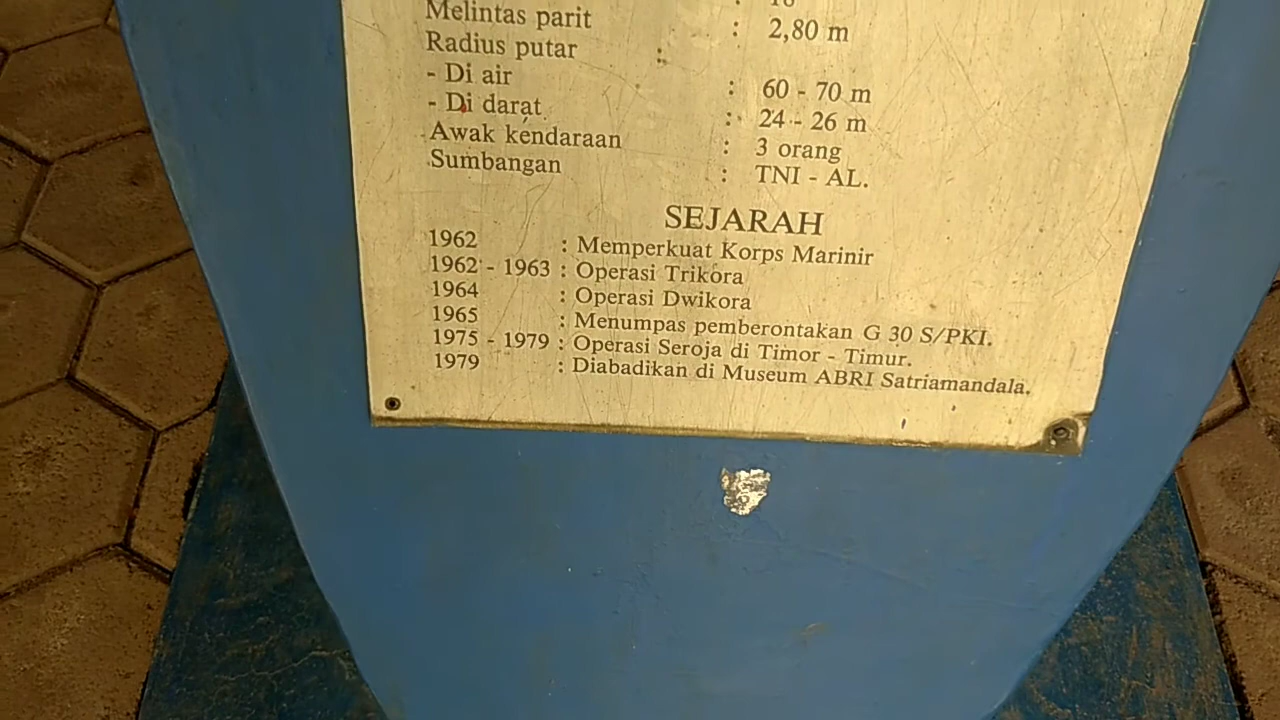 Melintas parit : 2,80 m
Radius putar :
- Di air : 60 - 70 m
- Di darat : 24 - 26 m
Awak kendaraan : 3 orang
Sumbangan : TNI - AL.
SEJARAH
1962 : Memperkuat Korps Marinir
1962 - 1963 : Operasi Trikora
1964 : Operasi Dwikora
1965 : Menumpas pemberontakan G 30 S/PKI.
1975 - 1979 : Operasi Seroja di Timor - Timur.
1979 : Diabadikan di Museum ABRI Satriamandala.